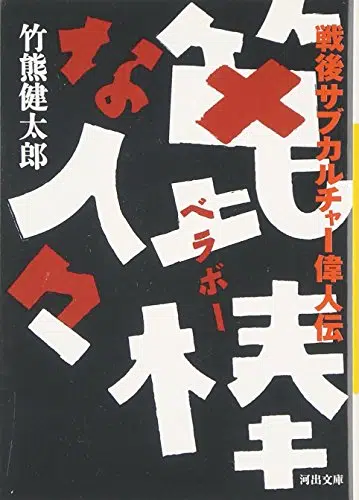 戦後サブカルチャー偉人伝
篦棒
ベラボー
な人々
竹熊健太郎
河出文庫